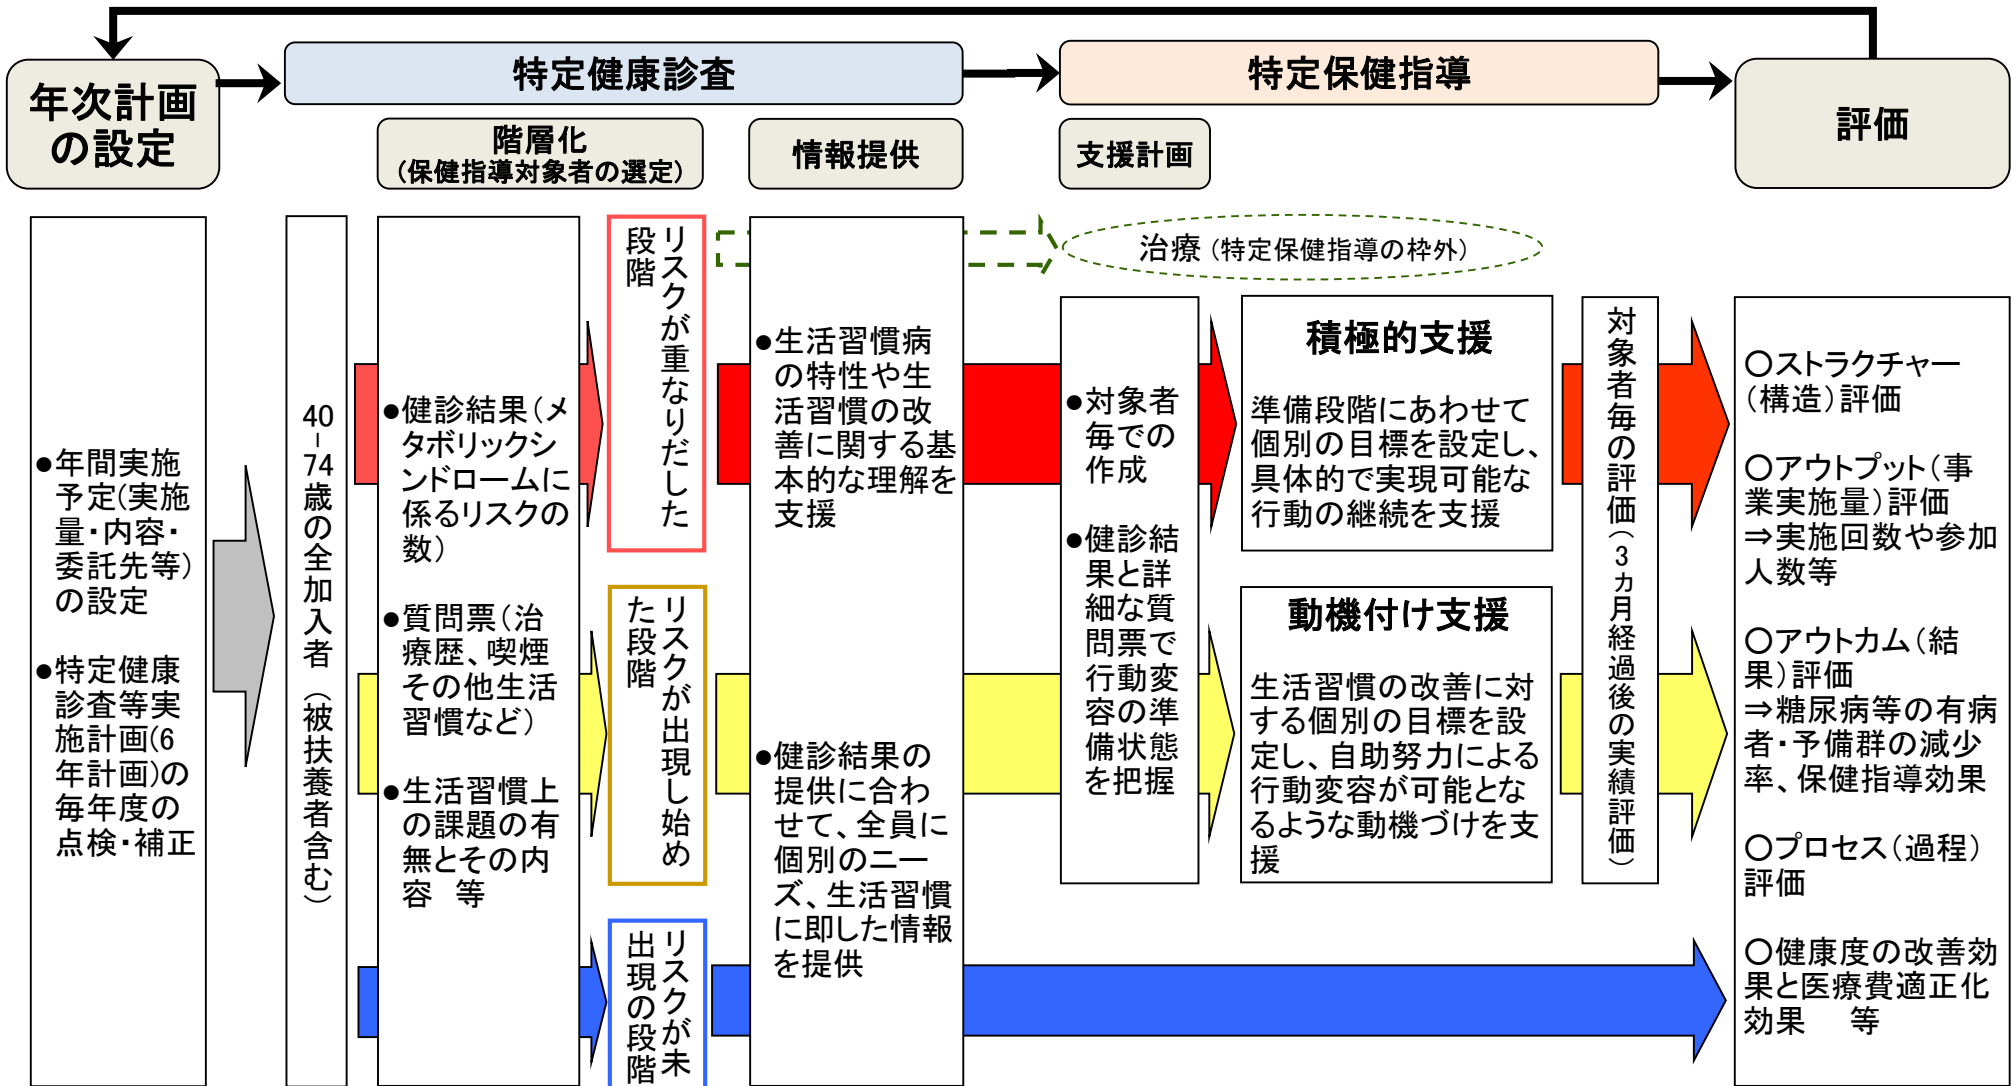 年次計画
の設定
特定健康診査
特定保健指導
評価
階層化
(保健指導対象者の選定)
情報提供
支援計画
●年間実施
予定(実施
量・内容・
委託先等)
の設定
●特定健康
診査等実
施計画(6
年計画)の
毎年度の
点検・補正
40-74歳の全加入者(被扶養者含む)
●健診結果(メ
タボリックシ
ンドロームに
係るリスクの
数)
●質問票(治
療歴、喫煙
その他生活
習慣など)
●生活習慣上
の課題の有
無とその内
容 等
リスクが重なりだした
段階
リスクが出現し始め
た段階
リスクが未
出現の段階
●生活習慣病
の特性や生
活習慣の改
善に関する基
本的な理解を
支援
●健診結果の
提供に合わ
せて、全員に
個別のニー
ズ、生活習慣
に即した情報
を提供
治療(特定保健指導の枠外)
●対象者
毎での
作成
●健診結
果と詳
細な質
問票で
行動変
容の準
備状態
を把握
積極的支援
準備段階にあわせて
個別の目標を設定し、
具体的で実現可能な
行動の継続を支援
動機付け支援
生活習慣の改善に対
する個別の目標を設
定し、自助努力による
行動変容が可能とな
るような動機づけを支
援
対象者毎の評価(3カ月経過後の実績評価)
○ストラクチャー
(構造)評価
○アウトプット(事
業実施量)評価
⇒実施回数や参加
人数等
○アウトカム(結
果)評価
⇒糖尿病等の有病
者・予備群の減少
率、保健指導効果
○プロセス(過程)
評価
○健康度の改善効
果と医療費適正化
効果 等